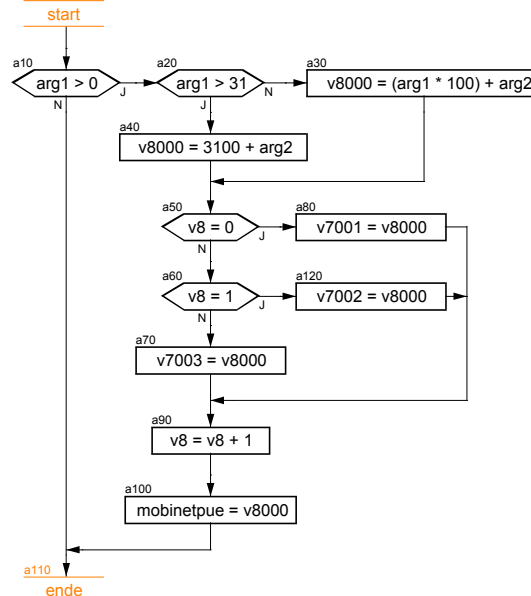 start
a10
arg1 > 0
J
N
a20
arg1 > 31
N
J
a30
v8000 = (arg1 * 100) + arg2
a40
v8000 = 3100 + arg2
a50
v8 = 0
J
N
a80
v7001 = v8000
a60
v8 = 1
J
N
a120
v7002 = v8000
a70
v7003 = v8000
a90
v8 = v8 + 1
a100
mobinetpue = v8000
a110
ende